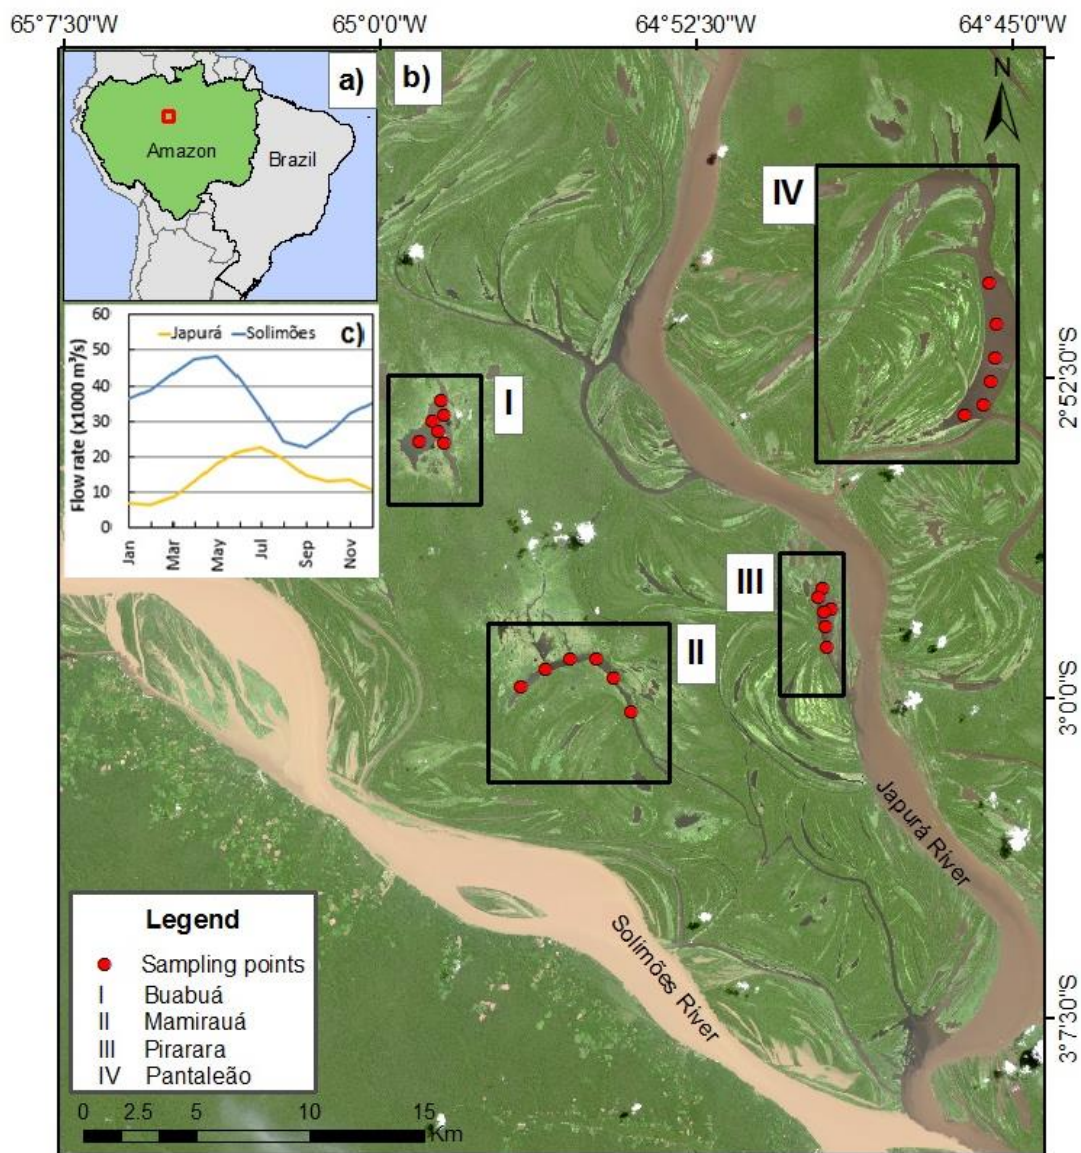 65°7'30"W 65°0'0"W 64°52'30"W 64°45'0"W
a)
b)
N
Amazon
Brazil
IV
c)
Japurá Solimões
Flow rate (x1000 m³/s)
60
50
40
30
20
10
0
Jan Mar May Jul Sep Nov
I
2°52'30"S
III
II
3°0'0"S
Japurá River
Solimões River
3°7'30"S
Legend
Sampling points
I Buabuá
II Mamirauá
III Pirarara
IV Pantaleão
0 2.5 5 10 15
Km